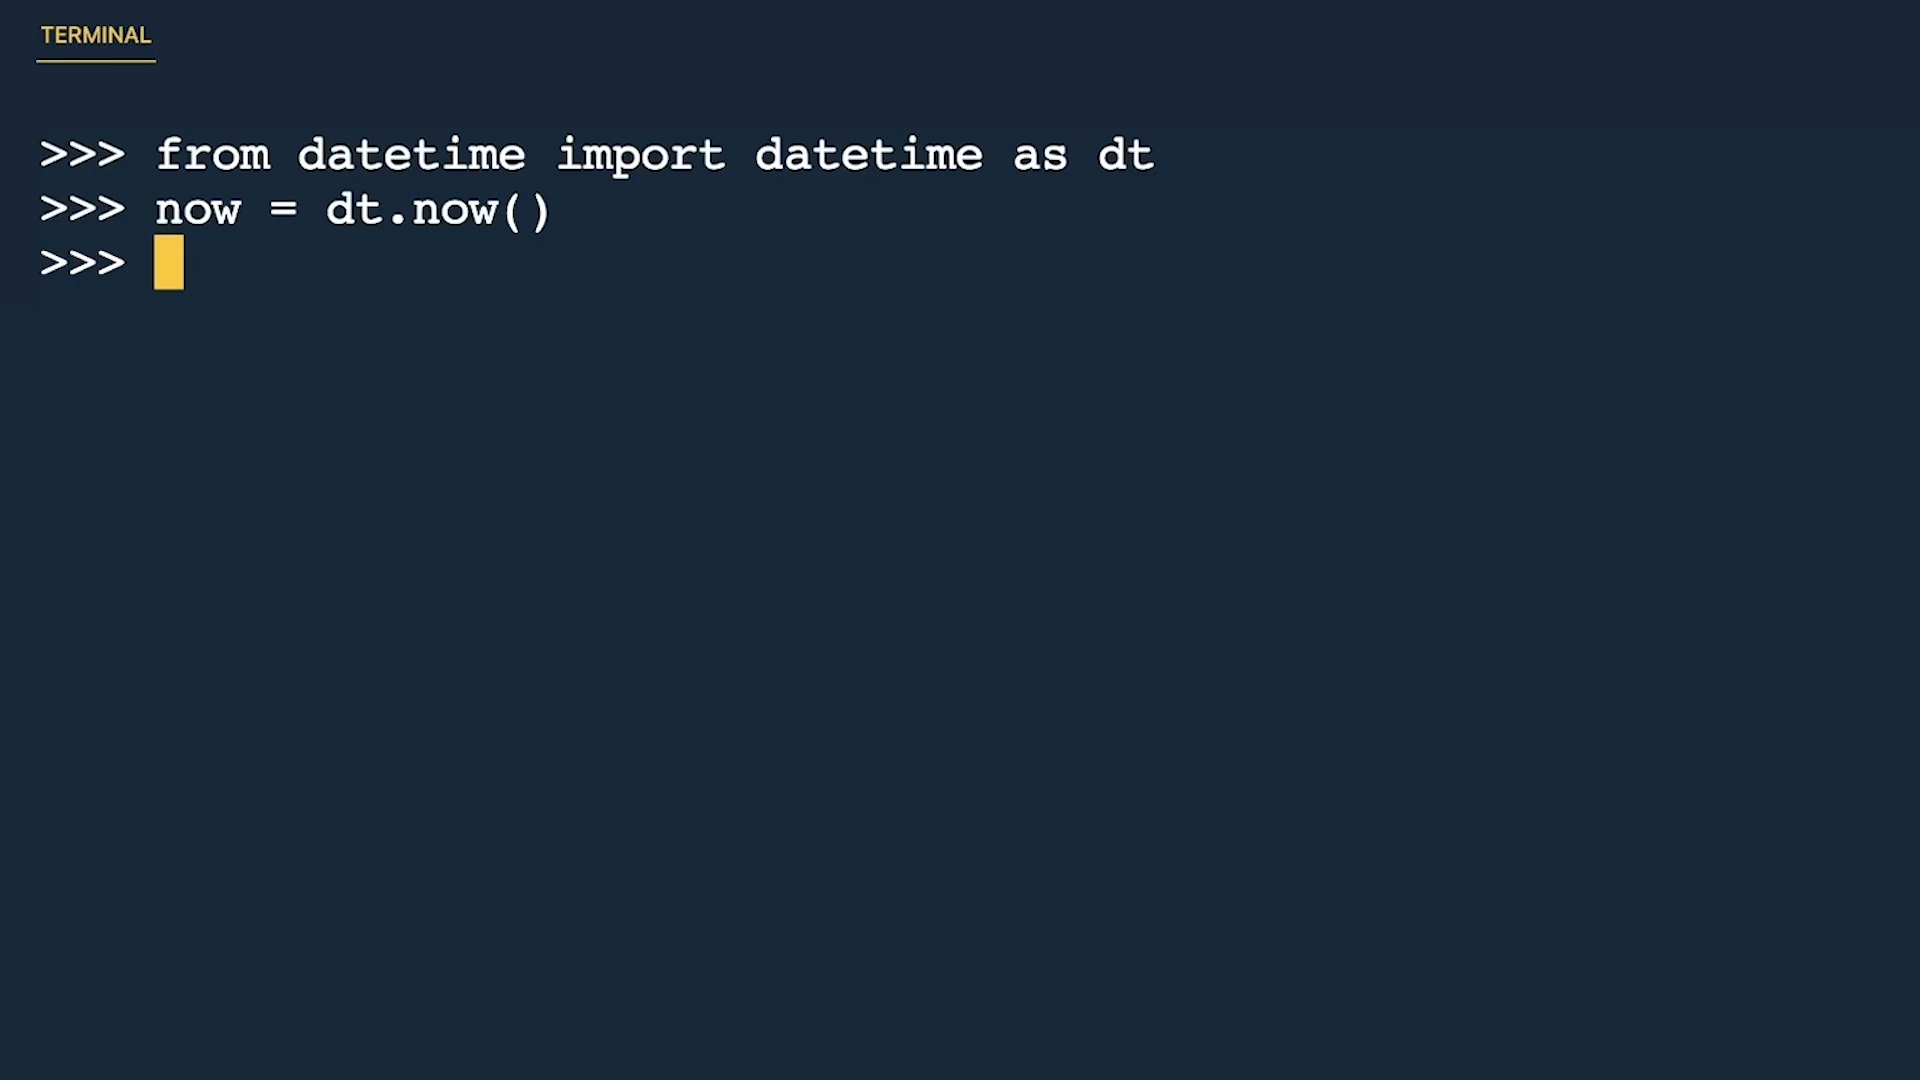 TERMINAL
>>> from datetime import datetime as dt
>>> now = dt.now()
>>>